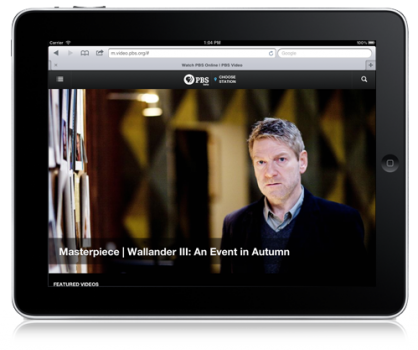 Carrier
1:04 PM
100%
m.video.pbs.org/#
Google
Watch PBS Online | PBS Video
PBS
CHOOSE
STATION
Masterpiece | Wallander III: An Event in Autumn
FEATURED VIDEOS